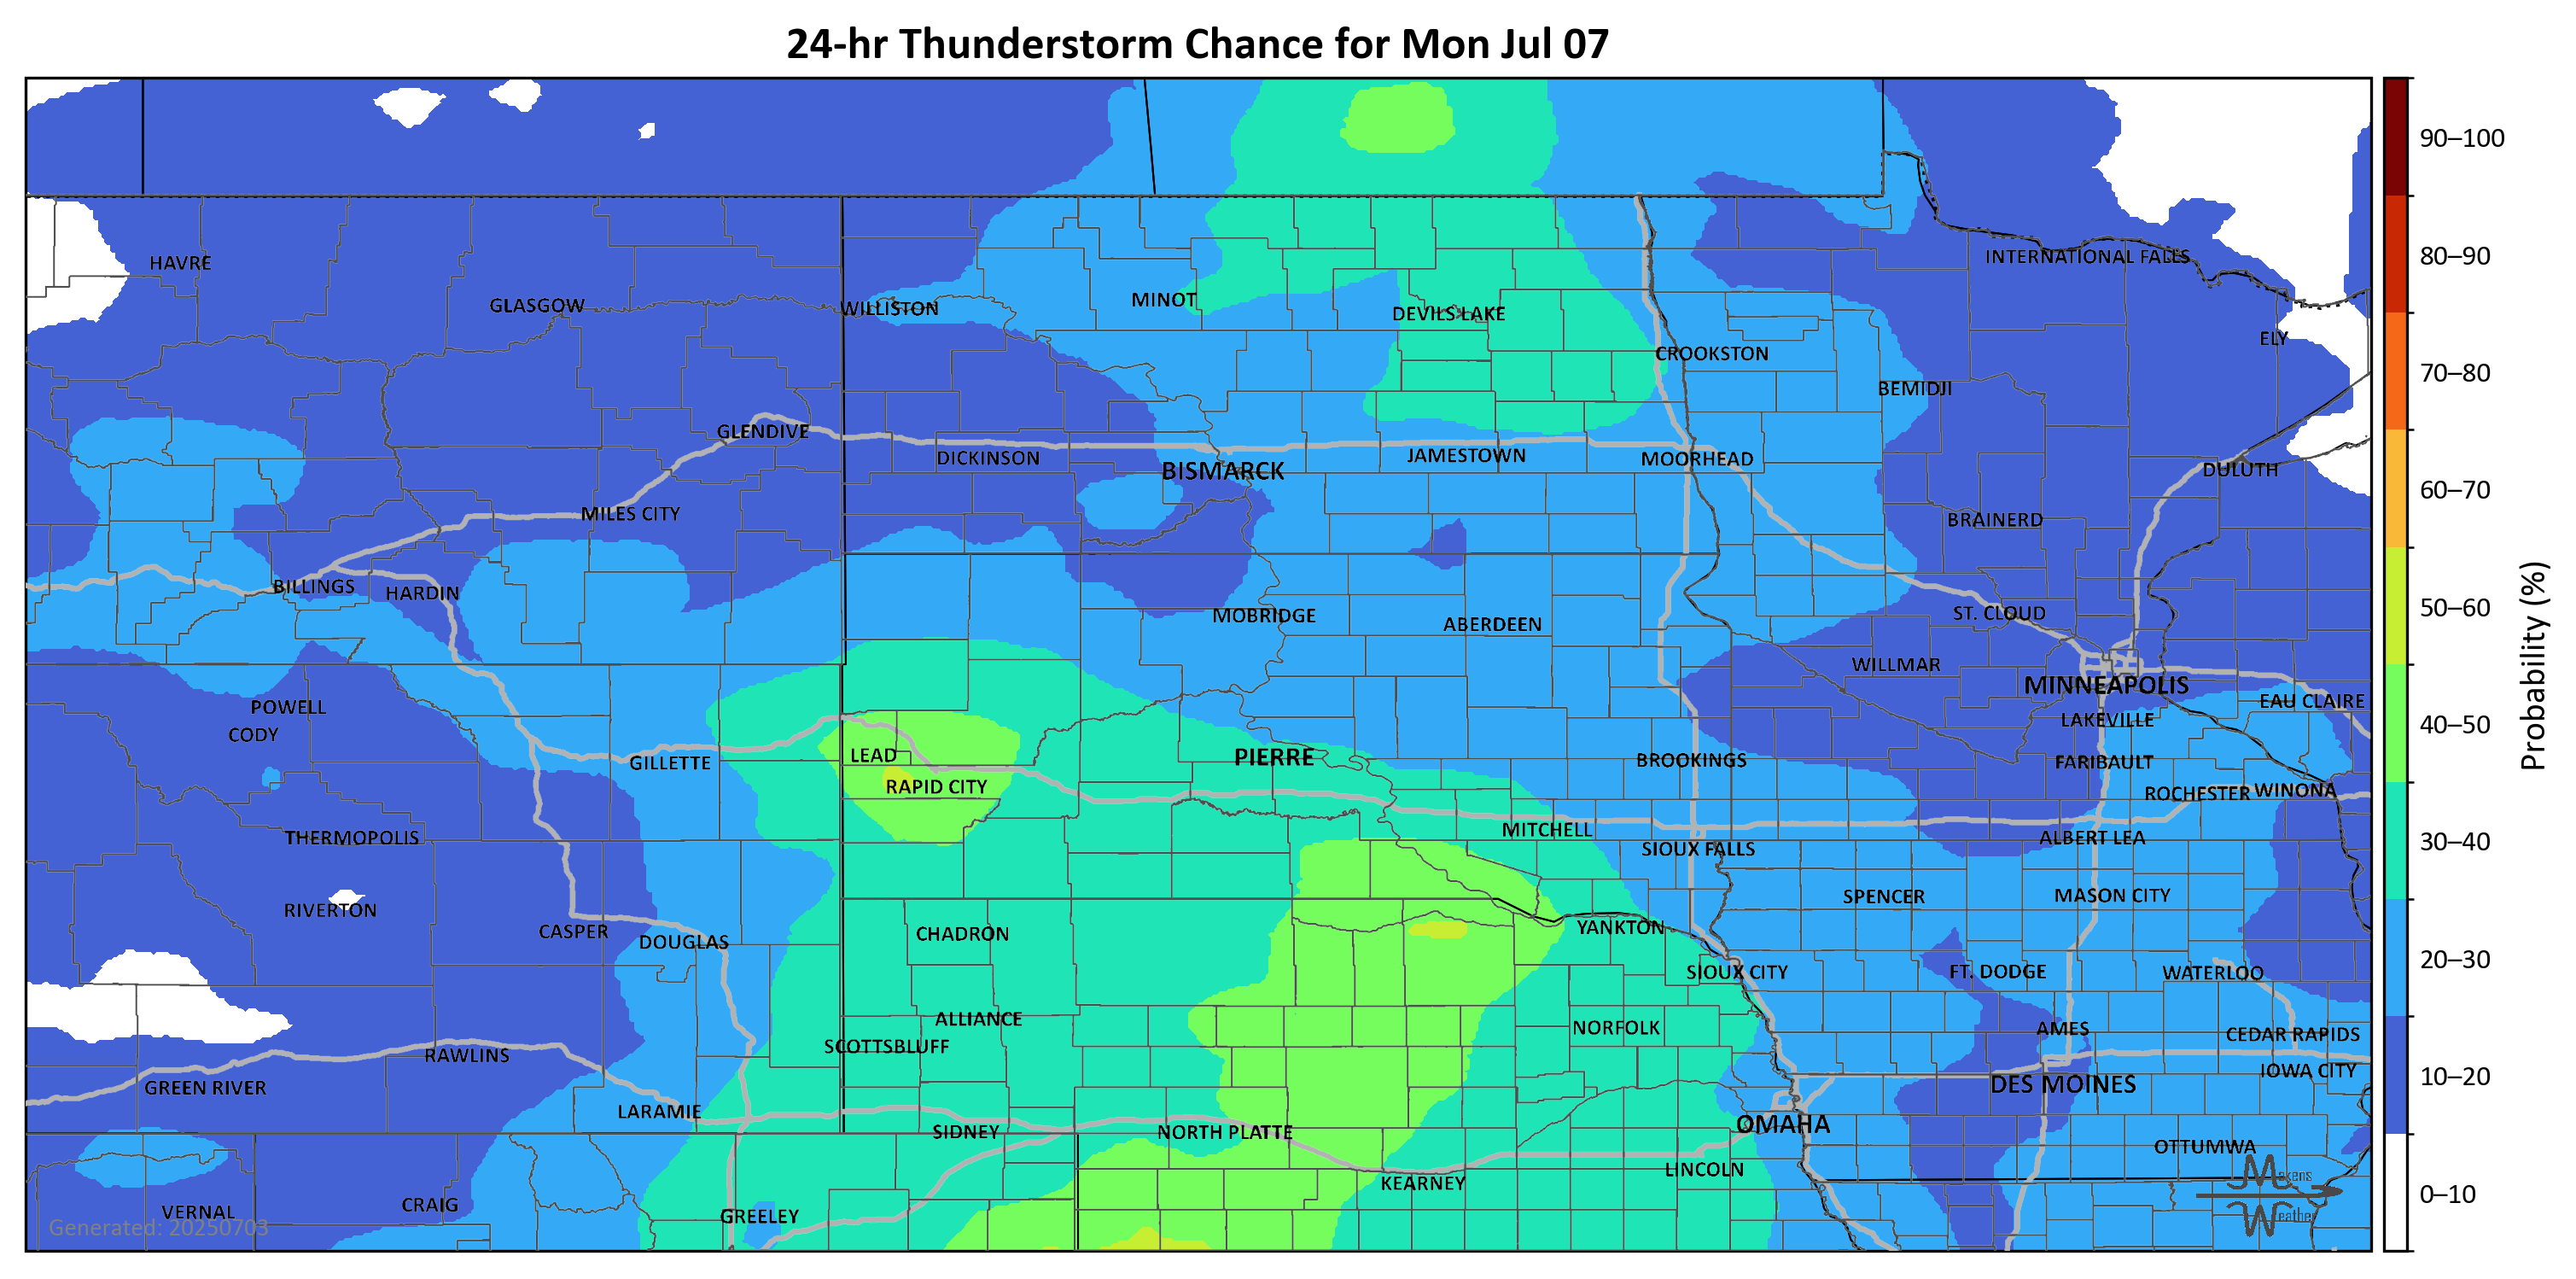 24-hr Thunderstorm Chance for Mon Jul 07
90–100
80–90
70–80
60–70
50–60
40–50
30–40
20–30
10–20
0–10
Probability (%)
HAVRE
INTERNATIONAL FALLS
GLASGOW
WILLISTON
MINOT
DEVILS LAKE
ELY
CROOKSTON
BEMIDJI
GLENDIVE
DICKINSON
BISMARCK
JAMESTOWN
MOORHEAD
DULUTH
MILES CITY
BRAINERD
BILLINGS
HARDIN
MOBRIDGE
ABERDEEN
ST. CLOUD
WILLMAR
MINNEAPOLIS
POWELL
EAU CLAIRE
CODY
LAKEVILLE
GILLETTE
LEAD
PIERRE
BROOKINGS
FARIBAULT
RAPID CITY
ROCHESTER
WINONA
THERMOPOLIS
MITCHELL
ALBERT LEA
SIOUX FALLS
RIVERTON
SPENCER
MASON CITY
CASPER
DOUGLAS
CHADRON
YANKTON
SIOUX CITY
FT. DODGE
WATERLOO
ALLIANCE
NORFOLK
AMES
CEDAR RAPIDS
SCOTTSBLUFF
RAWLINS
IOWA CITY
GREEN RIVER
DES MOINES
LARAMIE
SIDNEY
NORTH PLATTE
OMAHA
OTTUMWA
LINCOLN
KEARNEY
VERNAL
CRAIG
GREELEY
Makens
Weather
Generated: 20250703